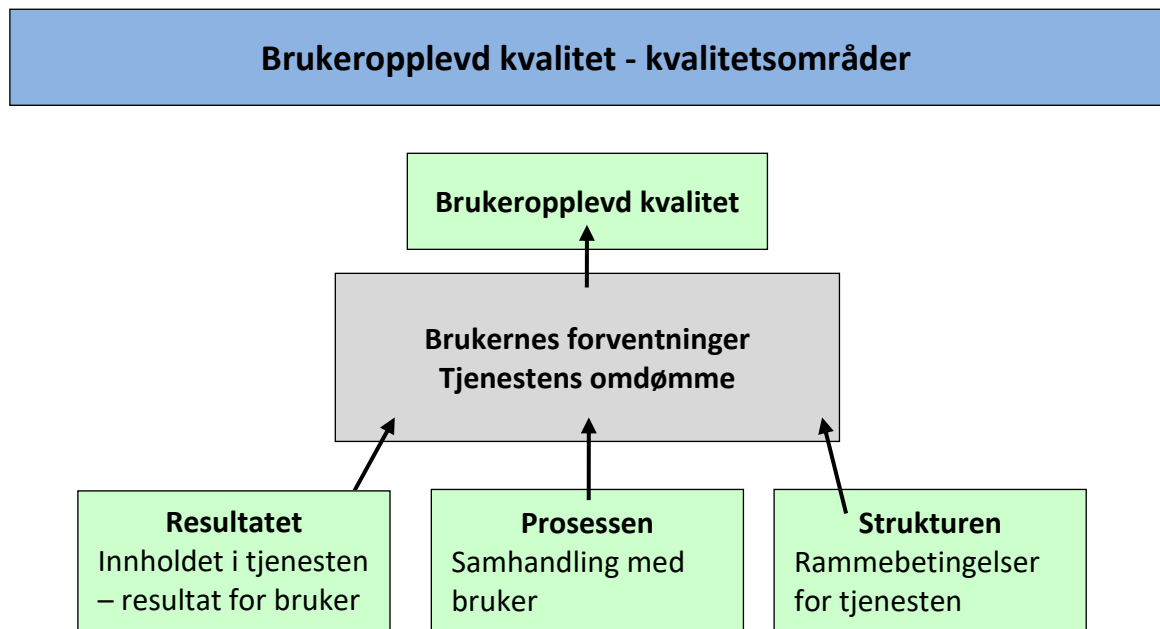 Brukeropplevd kvalitet - kvalitetsområder
Brukeropplevd kvalitet
Brukernes forventninger
Tjenestens omdømme
Resultatet
Innholdet i tjenesten
– resultat for bruker
Prosessen
Samhandling med
bruker
Strukturen
Rammebetingelser
for tjenesten